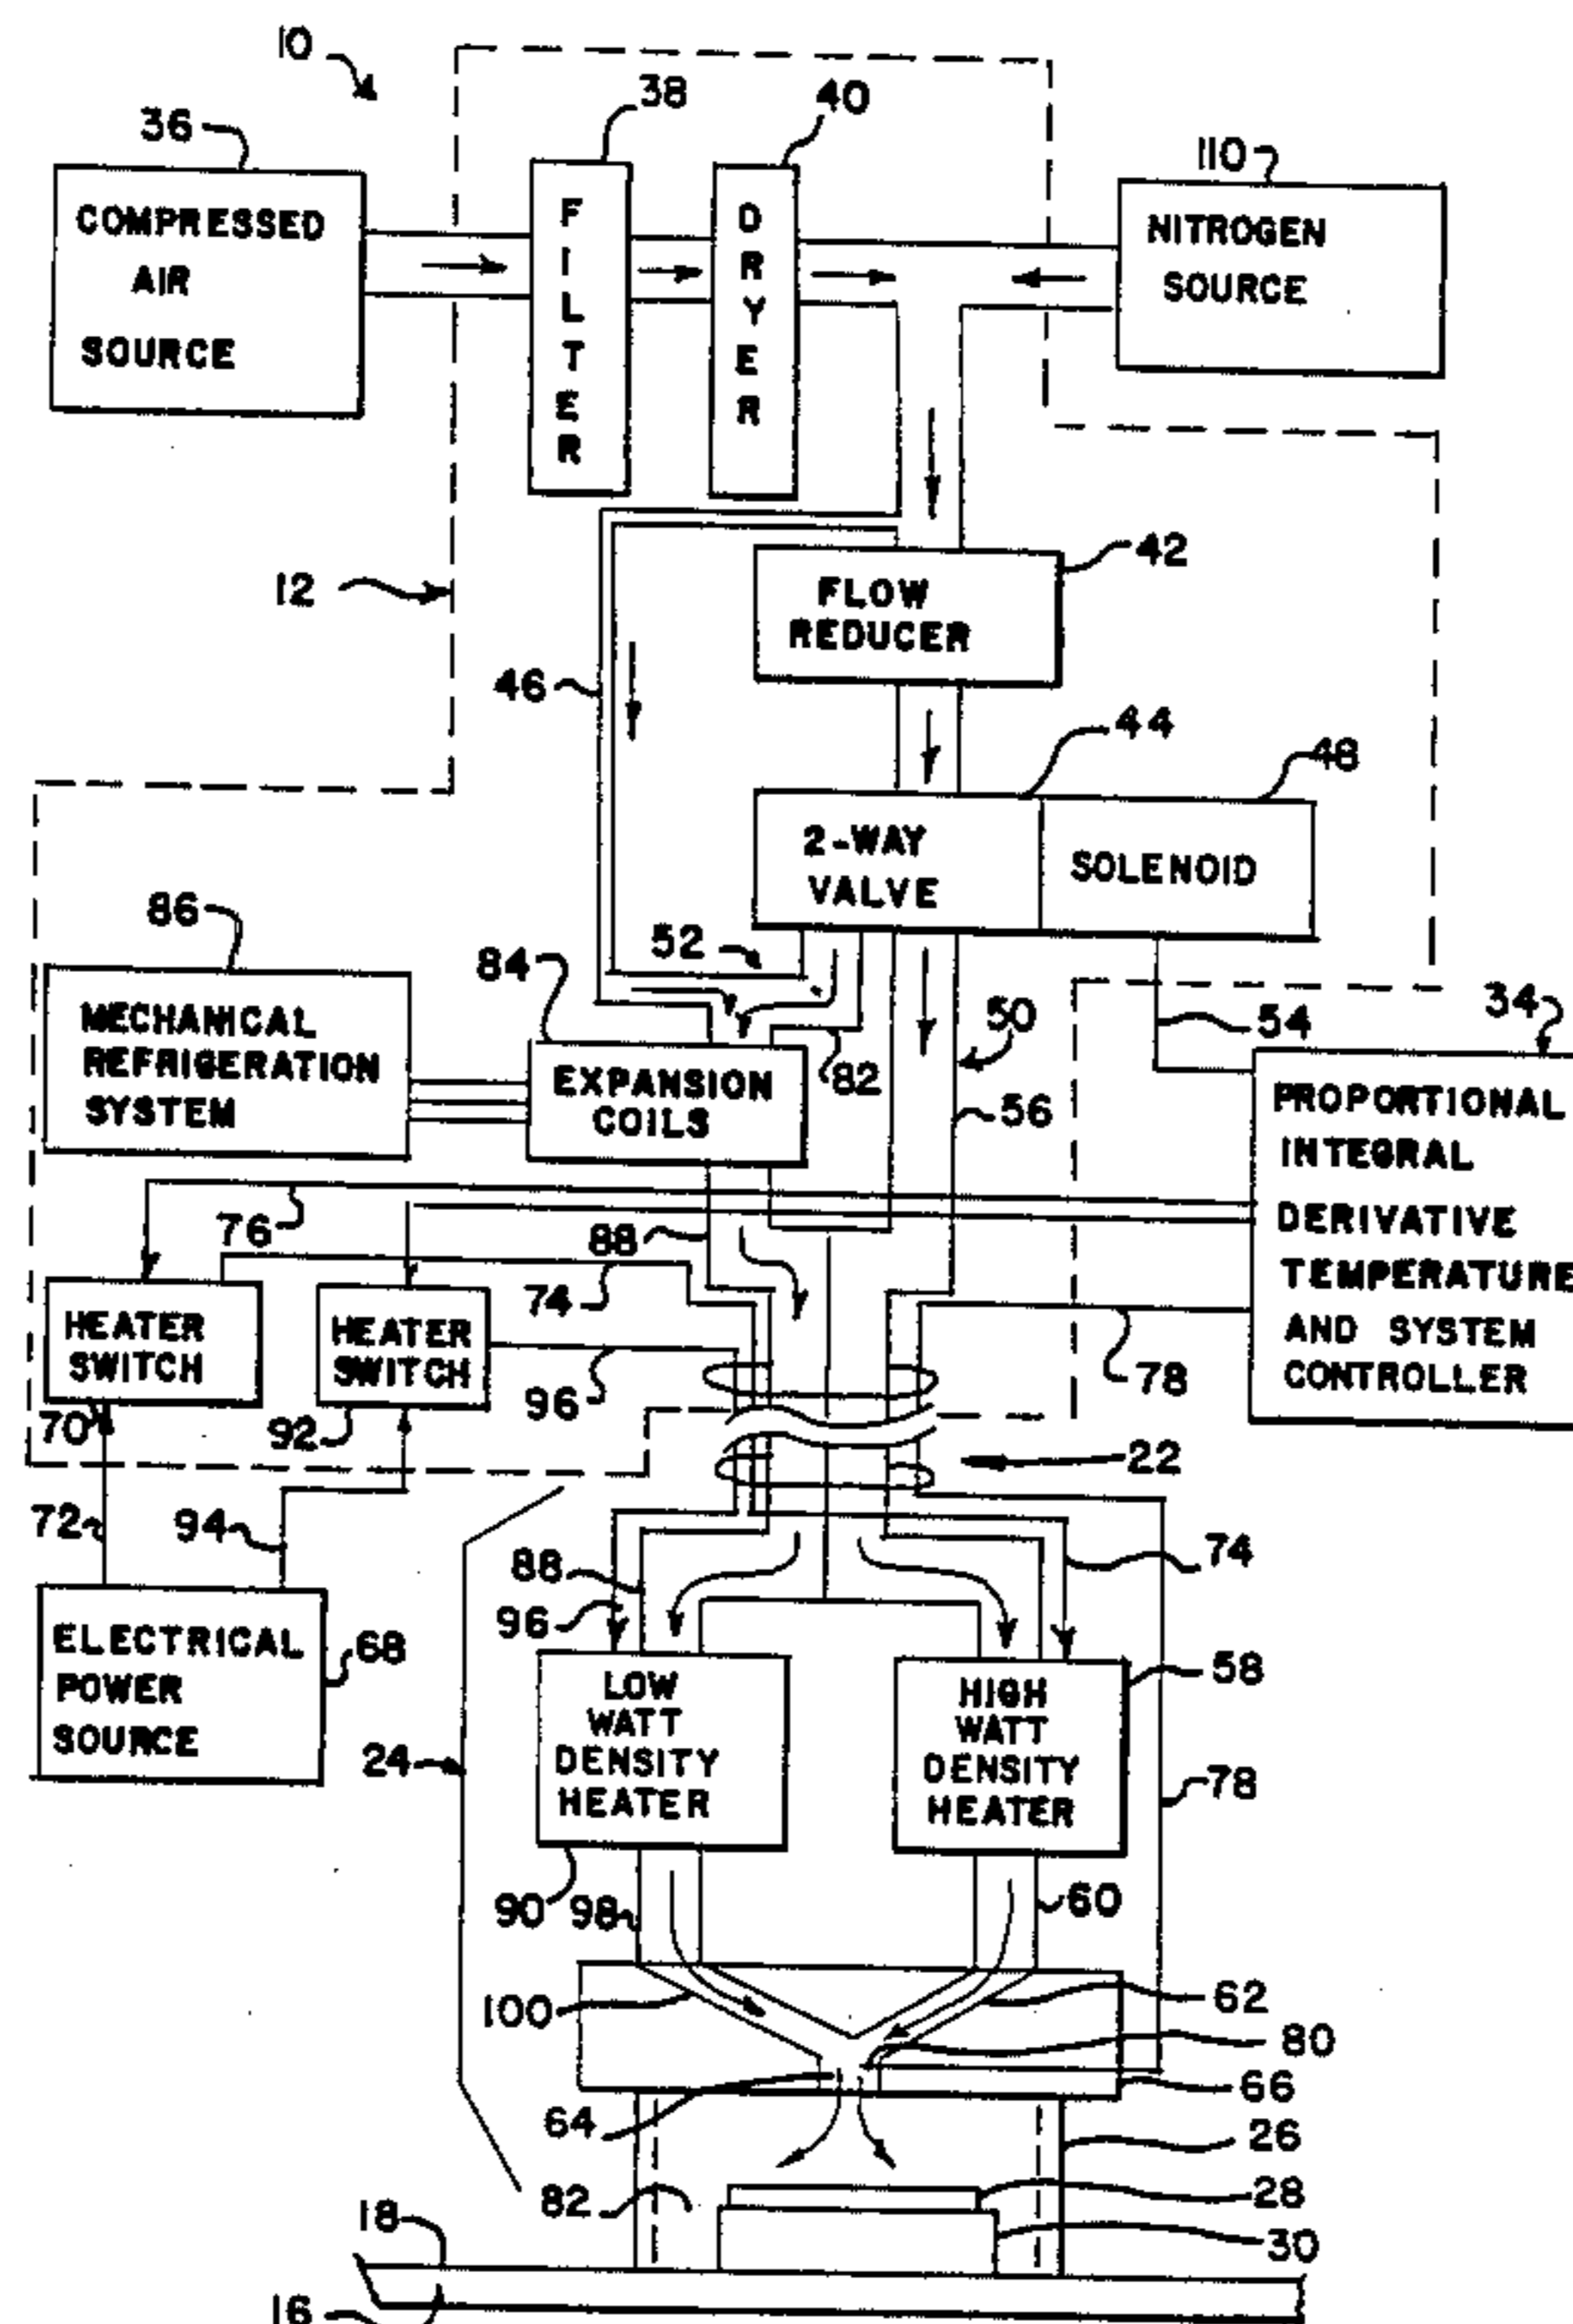 10
38
40
36
110
COMPRESSED
AIR
SOURCE
FILTER
DRYER
NITROGEN
SOURCE
42
12
FLOW
REDUCER
46
44
48
2-WAY
VALVE
SOLENOID
86
52
84
50
54
34
MECHANICAL
REFRIGERATION
SYSTEM
EXPANSION
COILS
82
56
PROPORTIONAL
INTEGRAL
DERIVATIVE
TEMPERATURE
AND SYSTEM
CONTROLLER
76
88
74
HEATER
SWITCH
HEATER
SWITCH
78
96
70
92
22
72
94
74
88
96
ELECTRICAL
POWER
SOURCE
68
58
LOW
WATT
DENSITY
HEATER
HIGH
WATT
DENSITY
HEATER
24
78
90
98
60
100
62
80
66
64
26
82
28
18
30
16